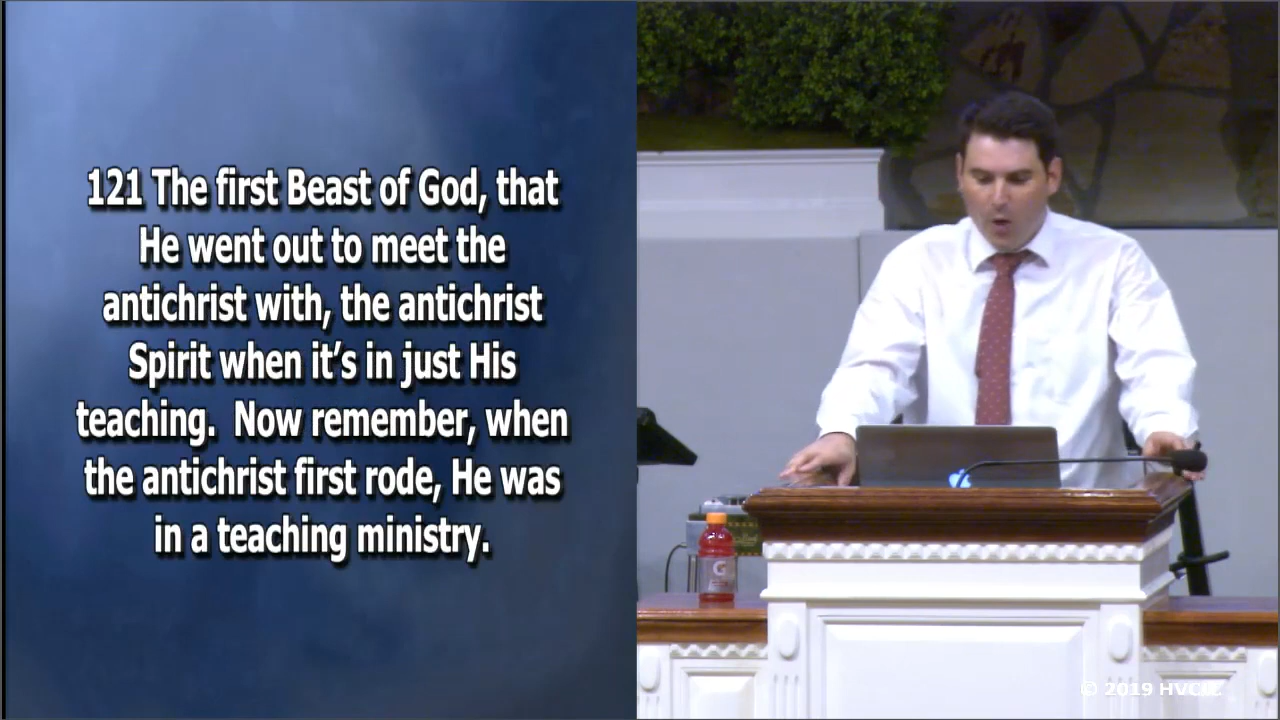 121 The first Beast of God, that
He went out to meet the
antichrist with, the antichrist
Spirit when it’s in just His
teaching.  Now remember, when
the antichrist first rode, He was
in a teaching ministry.
G
© 2019